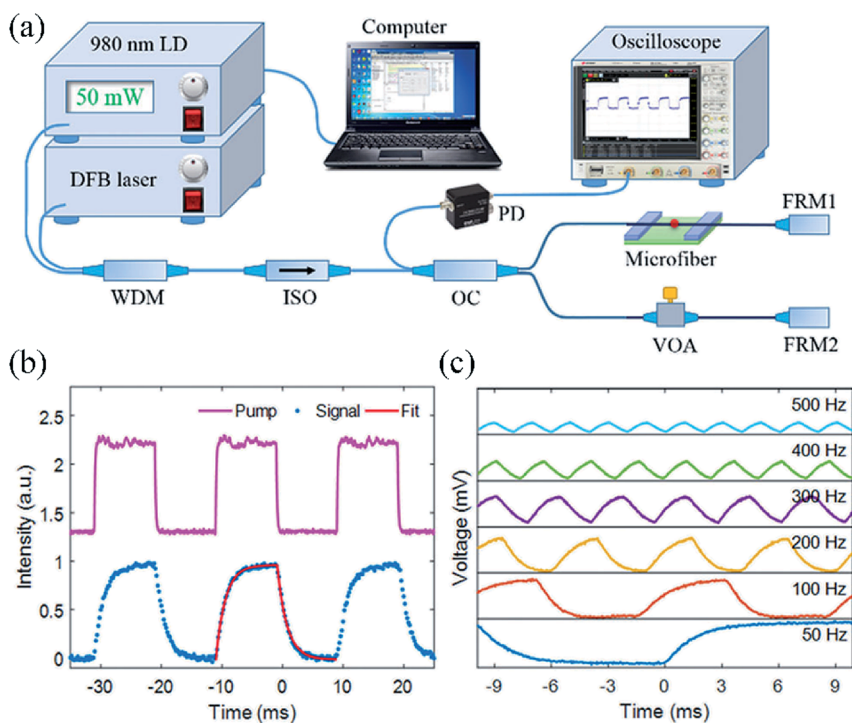 (a)
980 nm LD
50 mW
DFB laser
Computer
Oscilloscope
PD
FRM1
Microfiber
WDM
ISO
OC
VOA
FRM2
(b)
Pump
Signal
Fit
2.5
2
1.5
1
0.5
0
Intensity (a.u.)
-30
-20
-10
0
10
20
Time (ms)
(c)
500 Hz
400 Hz
300 Hz
200 Hz
100 Hz
50 Hz
Voltage (mV)
-9
-6
-3
0
3
6
9
Time (ms)